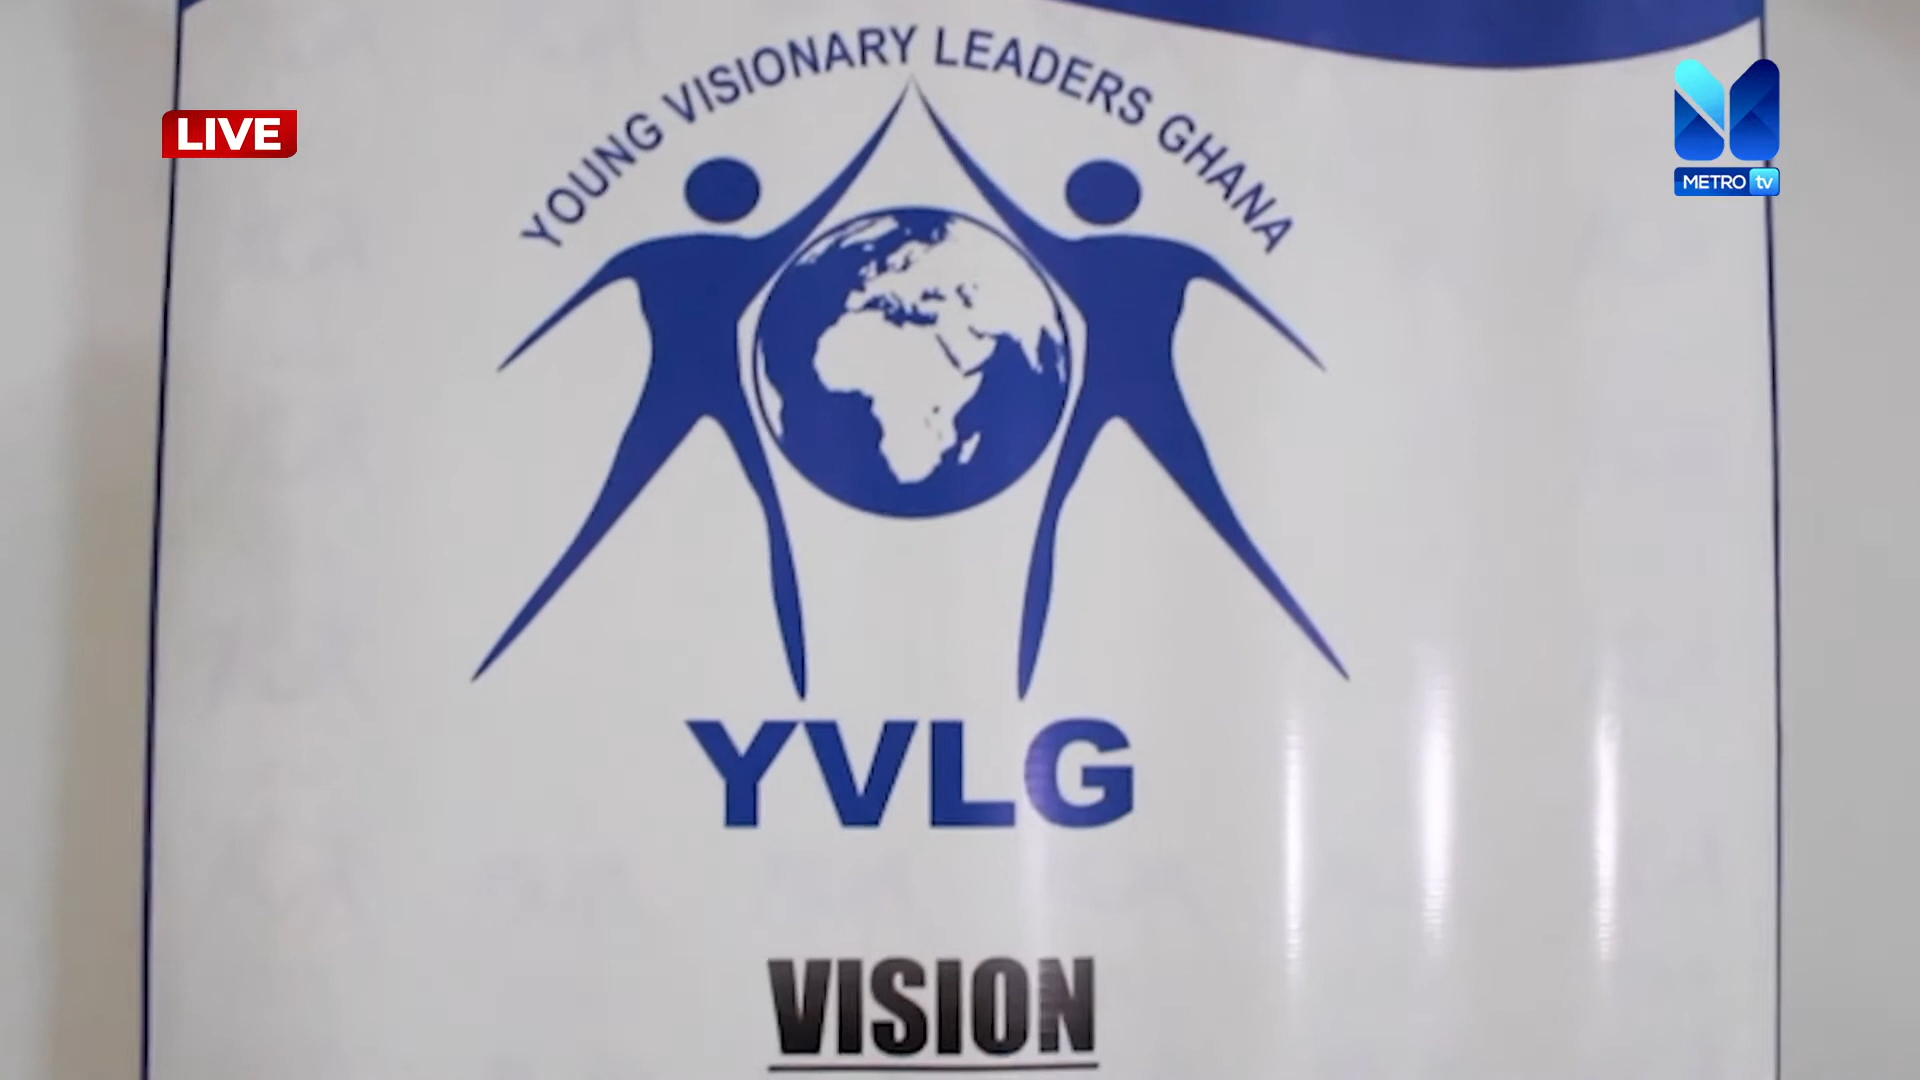 YOUNG VISIONARY LEADERS GHANA
LIVE
METRO tv
YVLG
VISION